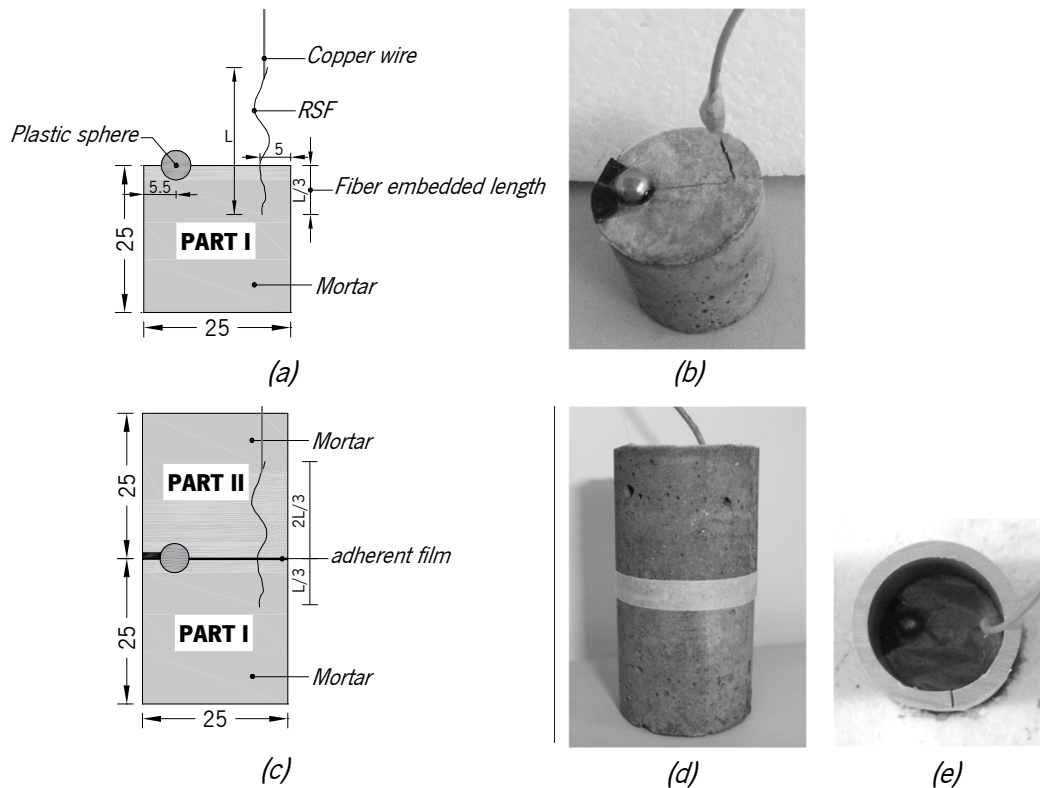 Copper wire
RSF
Plastic sphere
L
5
5.5
L/3
Fiber embedded length
25
PART I
Mortar
25
(a)
(b)
Mortar
25
PART II
2L/3
adherent film
L/3
25
PART I
Mortar
25
(c)
(d)
(e)